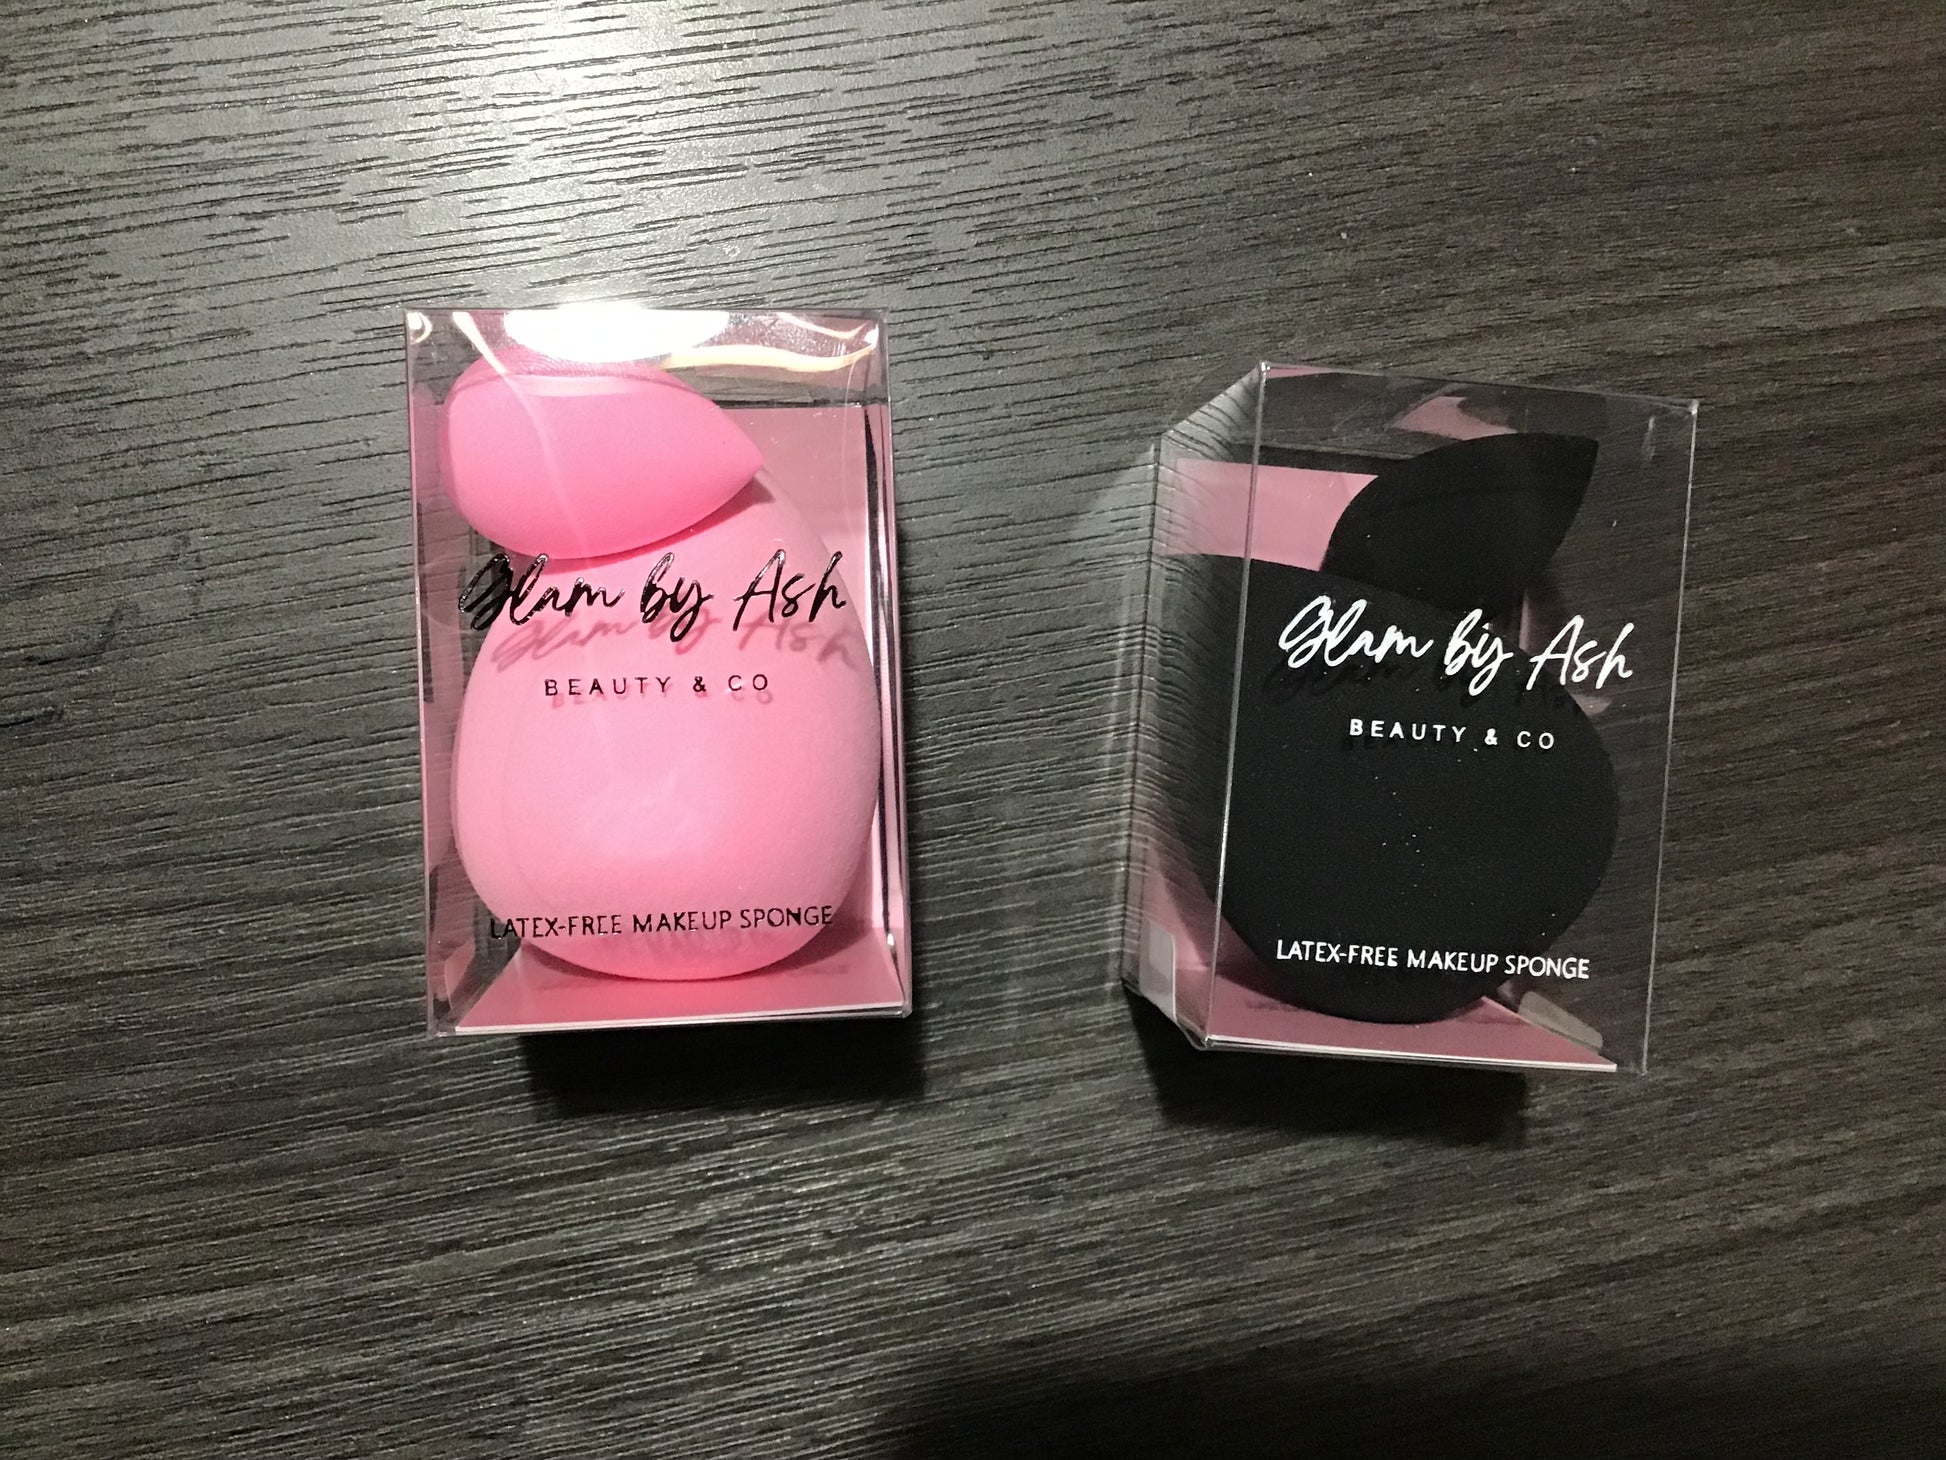 Glam by Ash
BEAUTY & CO
LATEX-FREE MAKEUP SPONGE
Glam by Ash
BEAUTY & CO
LATEX-FREE MAKEUP SPONGE